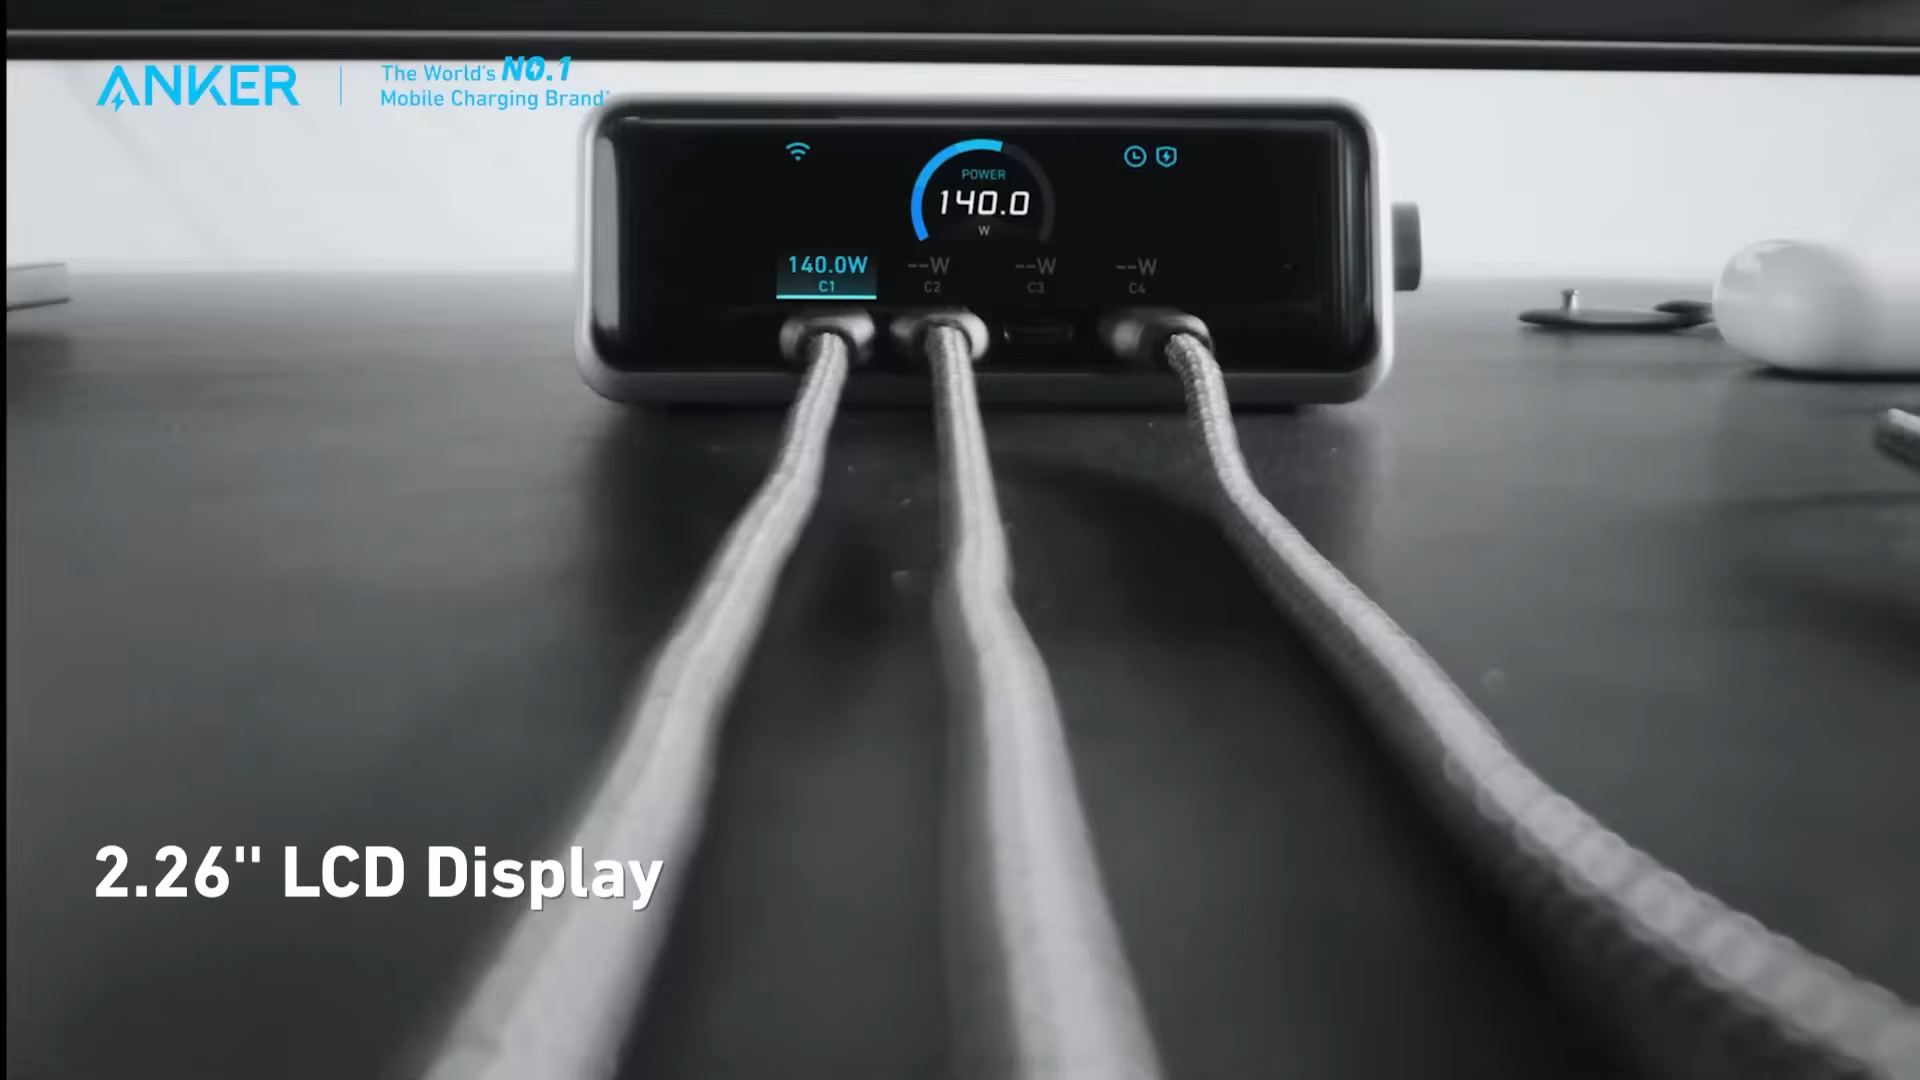 ANKER
The World's NO.1
Mobile Charging Brand*
POWER
140.0
W
140.0W --W --W --W
C1 C2 C3 C4
2.26" LCD Display